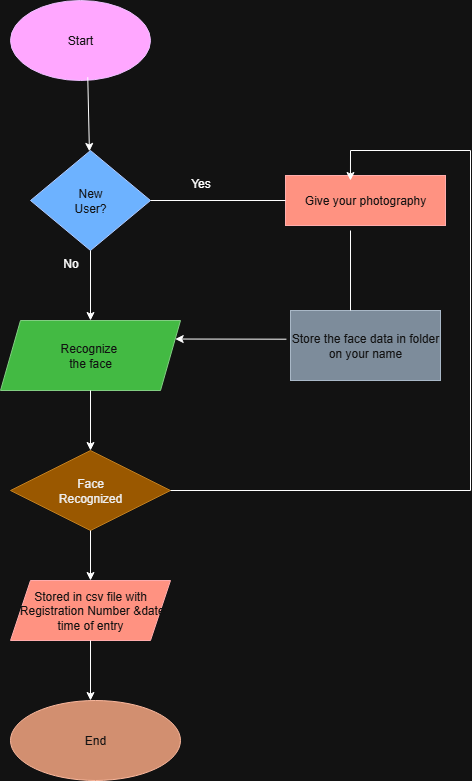 Start
New
User?
Yes
Give your photography
No
Recognize
the face
Store the face data in folder
on your name
Face
Recognized
Stored in csv file with
Registration Number &date
time of entry
End